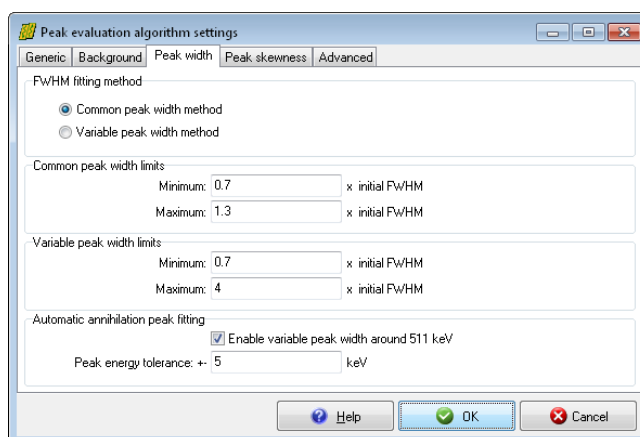 Peak evaluation algorithm settings
Generic Background Peak width Peak skewness Advanced
FWHM fitting method
Common peak width method
Variable peak width method
Common peak width limits
Minimum: 0.7 x initial FWHM
Maximum: 1.3 x initial FWHM
Variable peak width limits
Minimum: 0.7 x initial FWHM
Maximum: 4 x initial FWHM
Automatic annihilation peak fitting
Enable variable peak width around 511 keV
Peak energy tolerance: +- 5 keV
Help OK Cancel